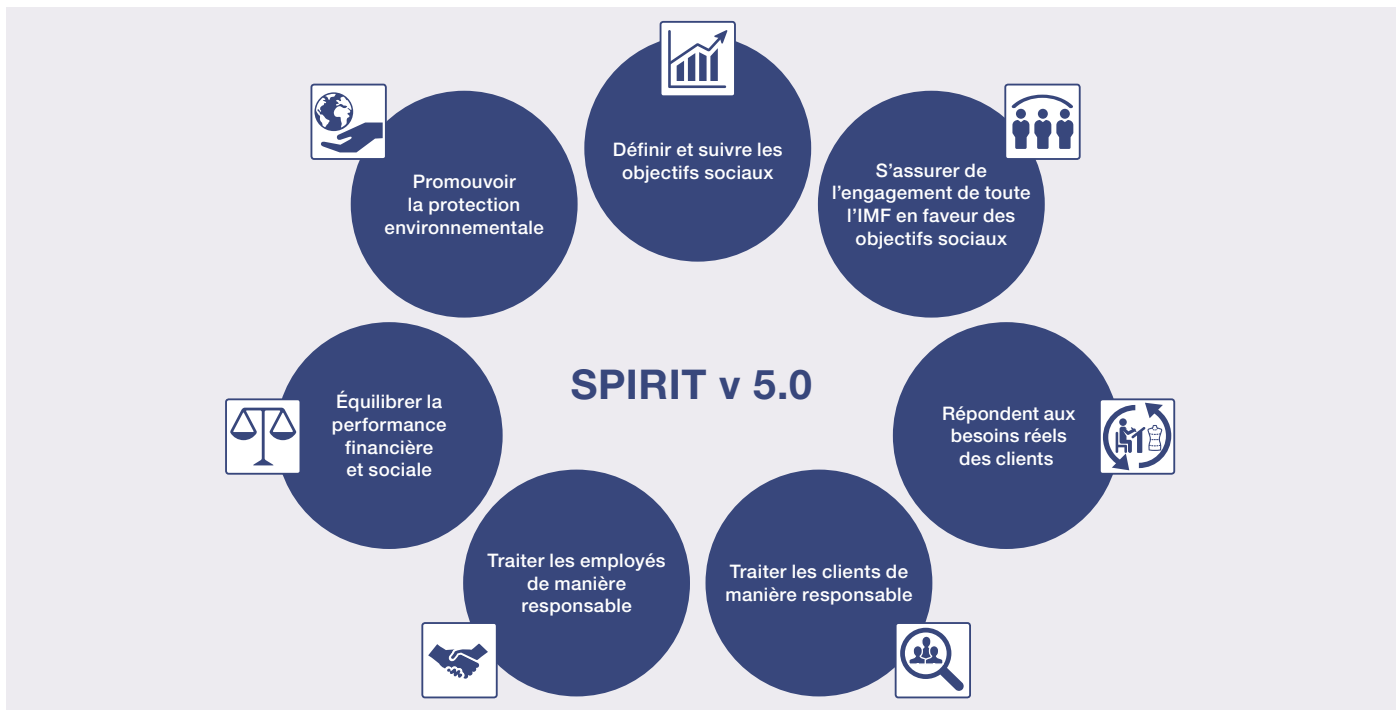 Définir et suivre les
objectifs sociaux
S’assurer de
l’engagement de toute
l’IMF en faveur des
objectifs sociaux
Répondent aux
besoins réels
des clients
Traiter les clients de
manière responsable
Traiter les employés
de manière
responsable
Équilibrer la
performance
financière
et sociale
Promouvoir
la protection
environnementale
SPIRIT v 5.0